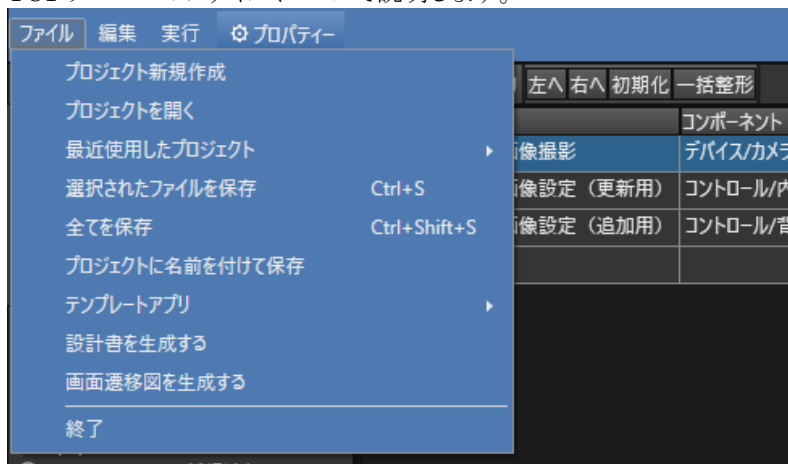 ファイル 編集 実行 プロパティー
プロジェクト新規作成
プロジェクトを開く
最近使用したプロジェクト
選択されたファイルを保存 Ctrl+S
全てを保存 Ctrl+Shift+S
プロジェクトに名前を付けて保存
テンプレートアプリ
設計書を生成する
画面遷移図を生成する
終了
左へ 右へ 初期化 一括整形
コンポーネント
像撮影 デバイス/カメラ
像設定（更新用） コントロール/内
像設定（追加用） コントロール/背